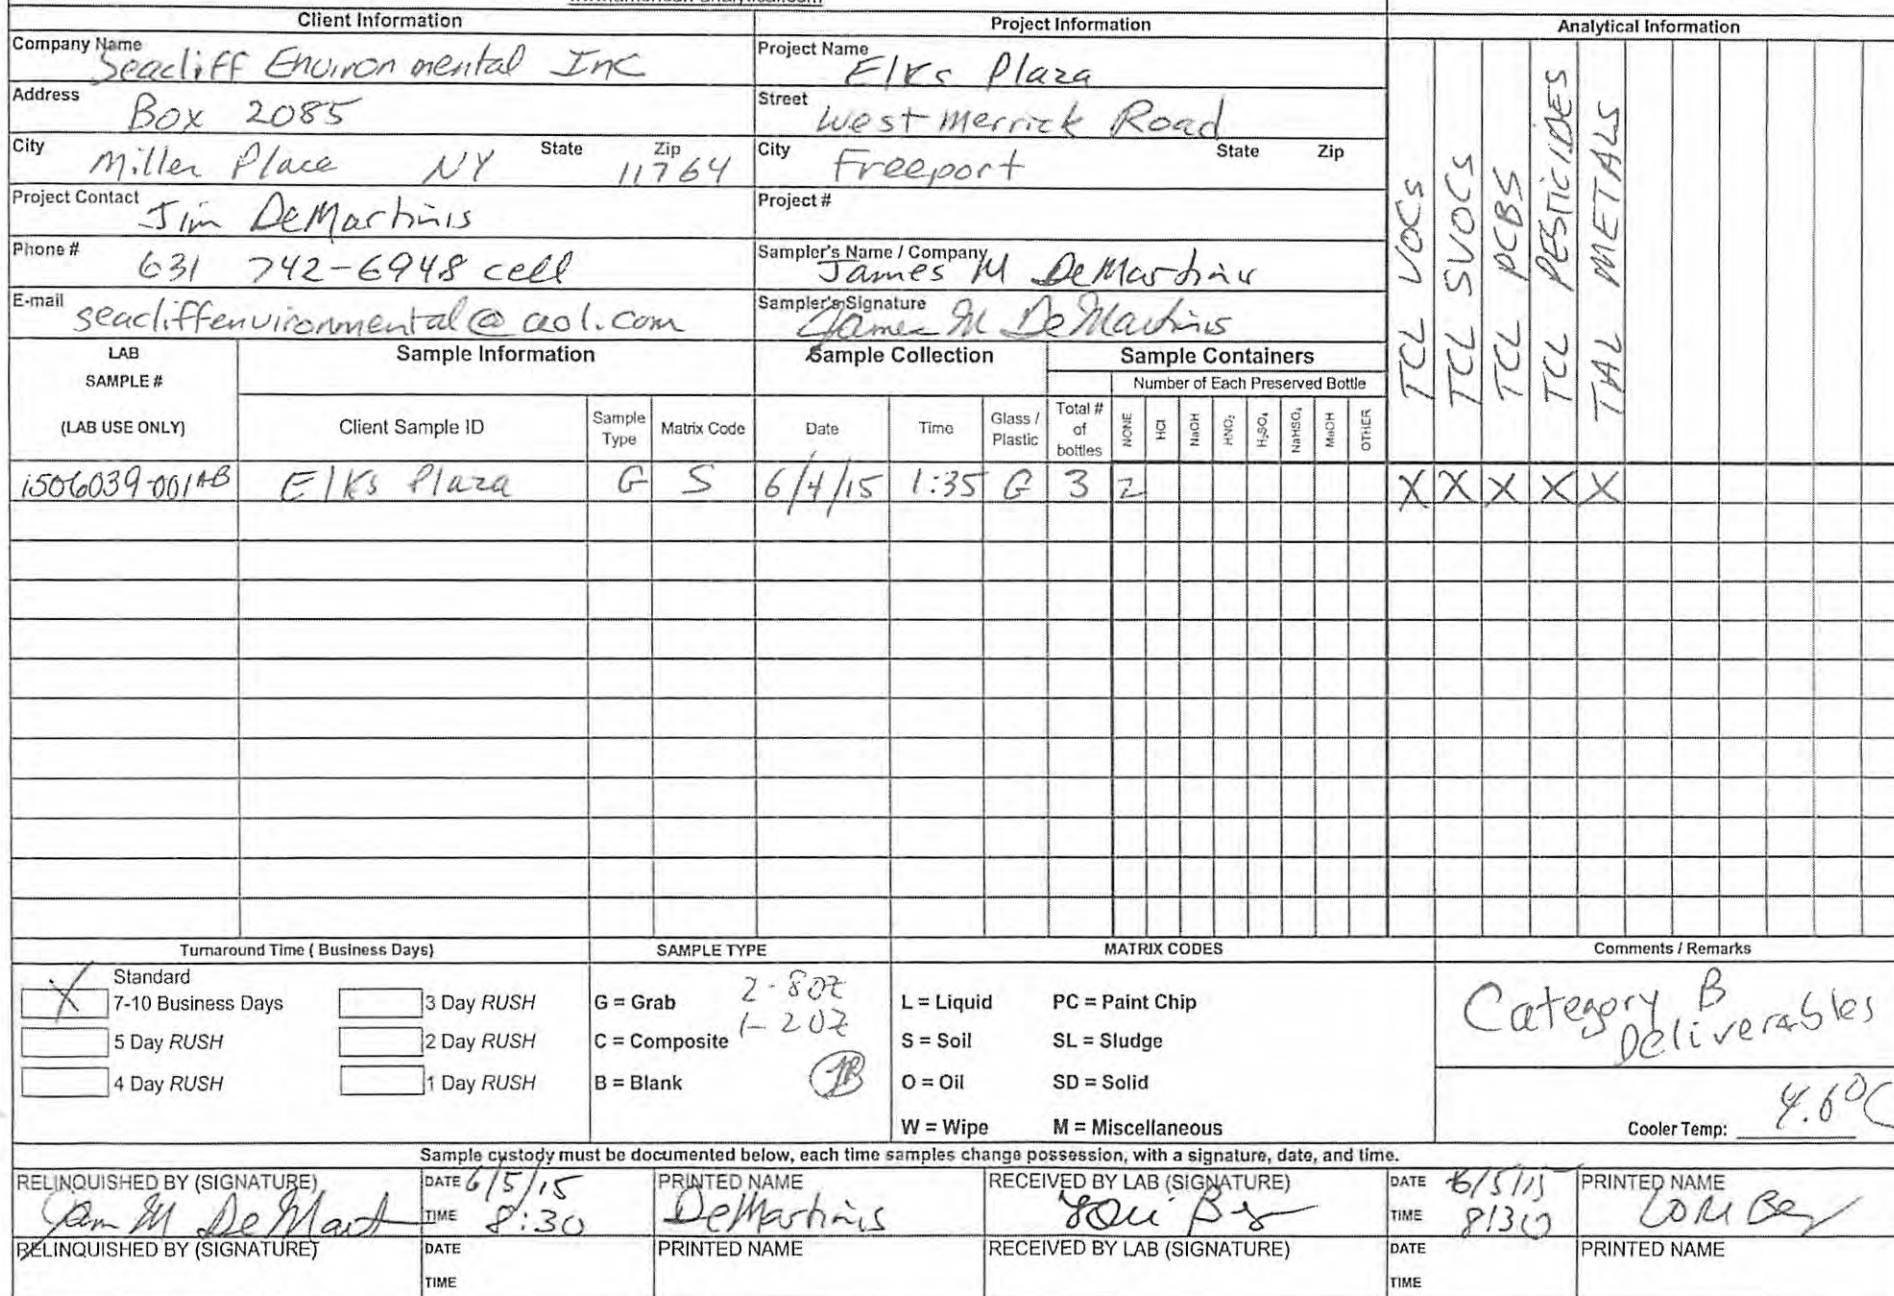 Client Information
Project Information
Analytical Information
Company Name Seacliff Environmental Inc
Project Name Elks Plaza
Address Box 2085
Street West Merrick Road
City Miller Place NY State Zip 11764
City Freeport State Zip
Project Contact Jim DeMartinis
Project #
Phone # 631 742-6948 cell
Sampler's Name / Company James M DeMartinis
E-mail seacliffenvironmental@aol.com
Sampler's Signature James M DeMartinis
TCL VOCs
TCL SVOCs
TCL PCBS
TCL PESTICIDES
TAL METALS
LAB SAMPLE # (LAB USE ONLY)
Sample Information
Sample Collection
Sample Containers
Number of Each Preserved Bottle
Client Sample ID
Sample Type
Matrix Code
Date
Time
Glass / Plastic
Total # of bottles
NONE
HCl
NaOH
HNO₃
H₂SO₄
NaHSO₄
MeOH
OTHER
1506039-001AB Elks Plaza G S 6/4/15 1:35 G 3 2 X X X X X
Turnaround Time ( Business Days)
SAMPLE TYPE
MATRIX CODES
Comments / Remarks
X Standard 7-10 Business Days
3 Day RUSH
5 Day RUSH
2 Day RUSH
4 Day RUSH
1 Day RUSH
G = Grab
C = Composite
B = Blank
2-8oz
1-2oz
L = Liquid PC = Paint Chip
S = Soil SL = Sludge
O = Oil SD = Solid
W = Wipe M = Miscellaneous
Category B
Deliverables
Cooler Temp: 4.6°C
Sample custody must be documented below, each time samples change possession, with a signature, date, and time.
RELINQUISHED BY (SIGNATURE) Jam M DeMart
DATE 6/5/15
TIME 8:30
PRINTED NAME DeMartinis
RECEIVED BY LAB (SIGNATURE) Lori
DATE 6/5/15
TIME 8:30
PRINTED NAME Lori
RELINQUISHED BY (SIGNATURE)
DATE
TIME
PRINTED NAME
RECEIVED BY LAB (SIGNATURE)
DATE
TIME
PRINTED NAME